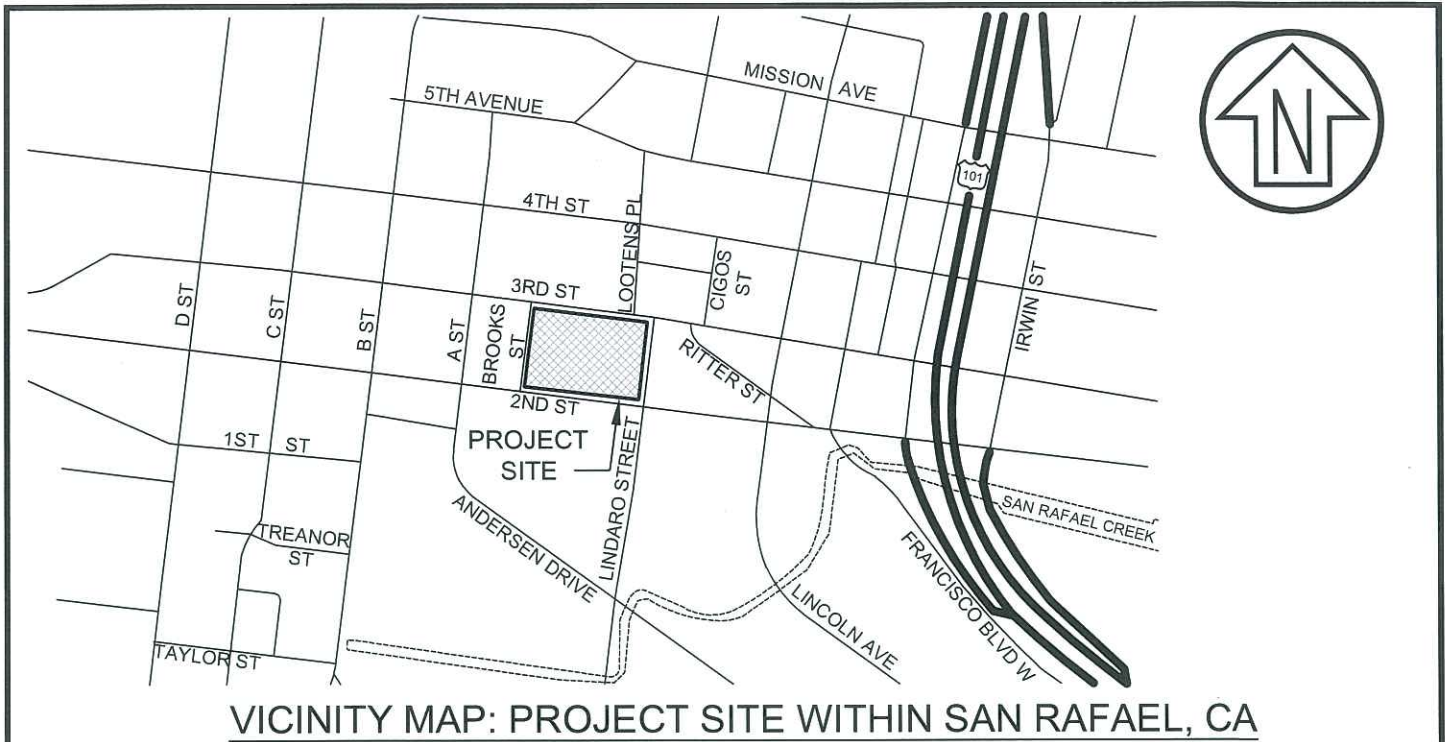 MISSION AVE
5TH AVENUE
101
4TH ST
LOOTENS PL
CIGOS
ST
3RD ST
D ST
C ST
B ST
A ST
BROOKS
ST
IRWIN ST
RITTER ST
2ND ST
1ST ST
PROJECT
SITE
LINDARO STREET
ANDERSEN DRIVE
SAN RAFAEL CREEK
TREANOR
ST
FRANCISCO BLVD W
LINCOLN AVE
TAYLOR ST
N
VICINITY MAP: PROJECT SITE WITHIN SAN RAFAEL, CA